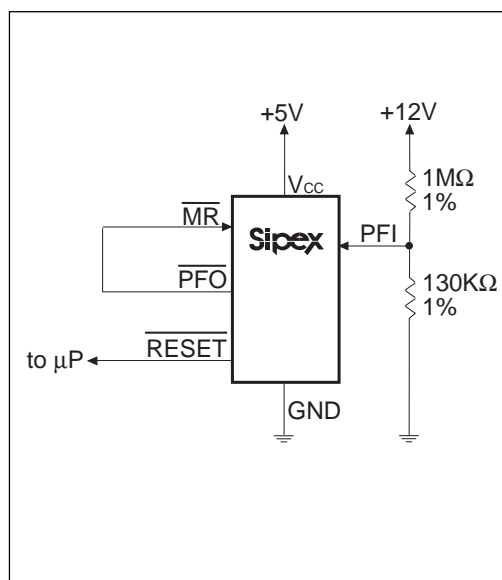 +5V
+12V
VCC
1MΩ
1%
MR
Sipex
PFI
PFO
130KΩ
1%
RESET
to µP
GND